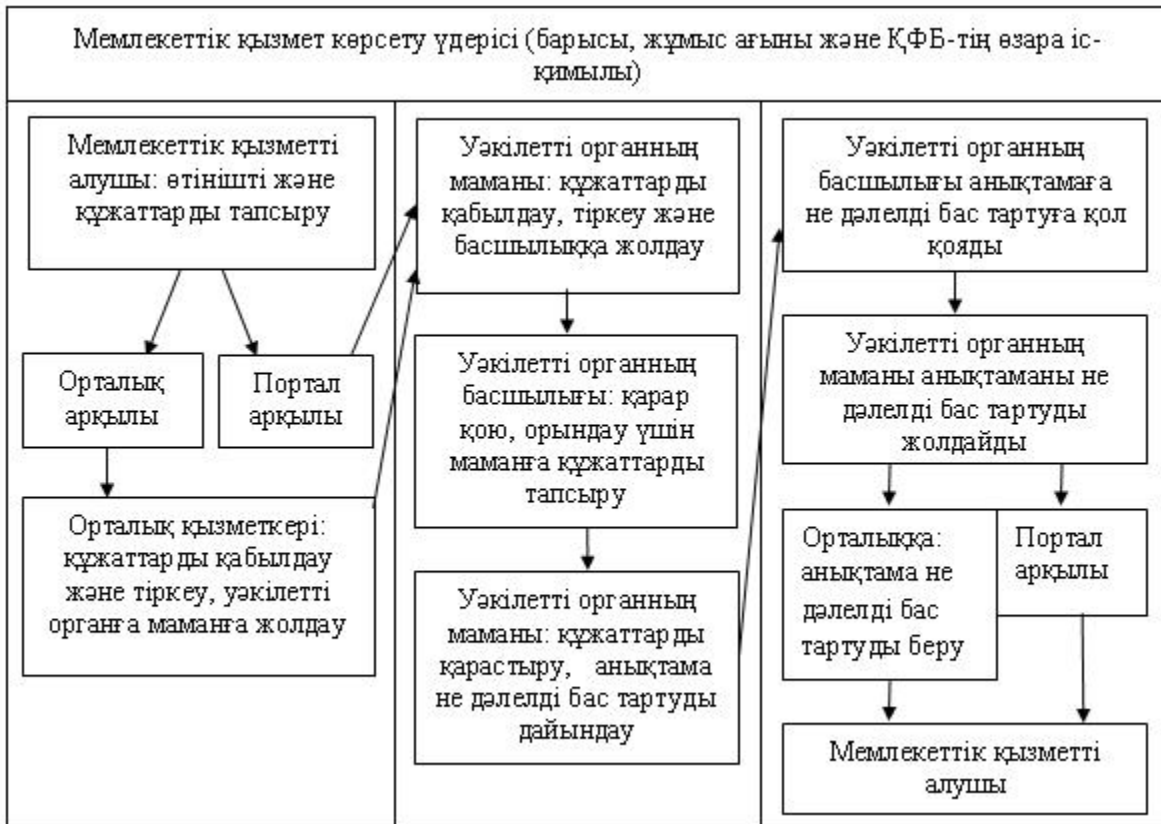 Мемлекеттік қызмет көрсету үдерісі (барысы, жұмыс ағыны және ҚФБ-тің өзара іс-
қимылы)
Мемлекеттік қызметті
алушы: өтінішті және
құжаттарды тапсыру
Орталық
арқылы
Портал
арқылы
Орталық қызметкері:
құжаттарды қабылдау
және тіркеу, уәкілетті
органға маманға жолдау
Уәкілетті органның
маманы: құжаттарды
қабылдау, тіркеу және
басшылыққа жолдау
Уәкілетті органның
басшылығы: қарар
қою, орындау үшін
маманға құжаттарды
тапсыру
Уәкілетті органның
маманы: құжаттарды
қарастыру, анықтама
не дәлелді бас тартуды
дайындау
Уәкілетті органның
басшылығы анықтамаға
не дәлелді бас тартуға қол
қояды
Уәкілетті органның
маманы анықтаманы не
дәлелді бас тартуды
жолдайды
Орталыққа:
анықтама не
дәлелді бас
тартуды беру
Портал
арқылы
Мемлекеттік қызметті
алушы